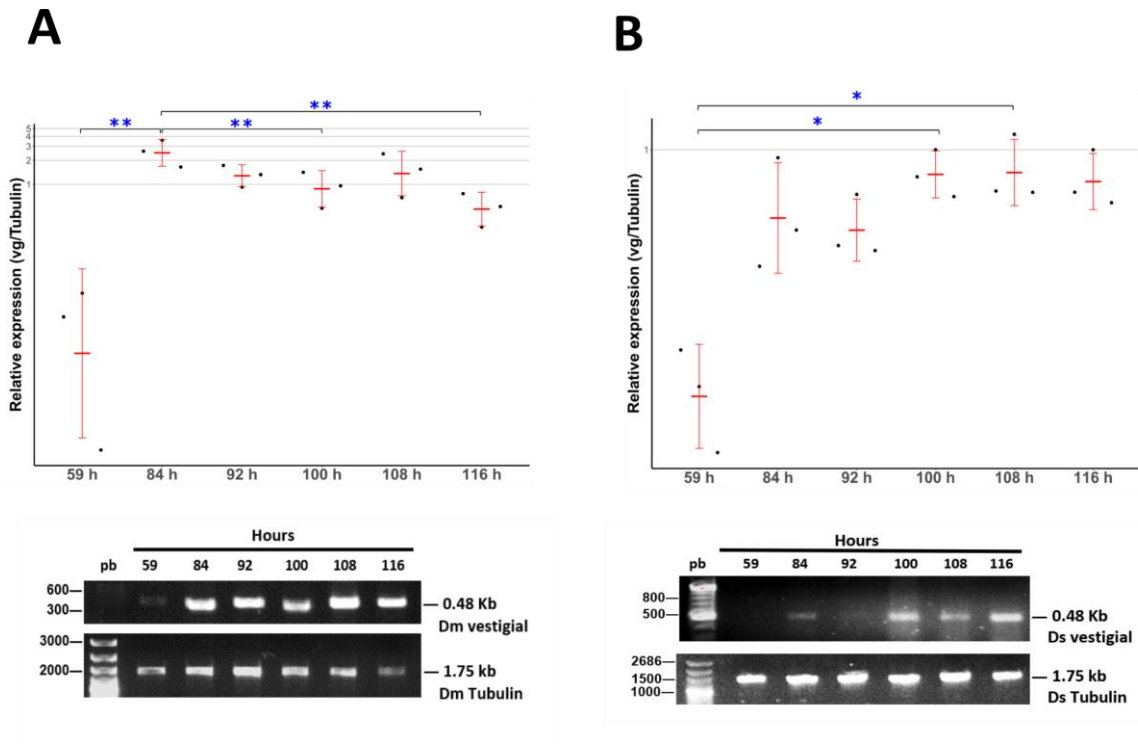 A
B
** 
** **
*
*
5
4
3
2
1
1
Relative expression (vg/Tubulin)
Relative expression (vg/Tubulin)
59 h 84 h 92 h 100 h 108 h 116 h
59 h 84 h 92 h 100 h 108 h 116 h
Hours
pb 59 84 92 100 108 116
600
300
0.48 Kb
Dm vestigial
3000
2000
1.75 kb
Dm Tubulin
Hours
pb 59 84 92 100 108 116
800
500
0.48 Kb
Ds vestigial
2686
1500
1000
1.75 kb
Ds Tubulin